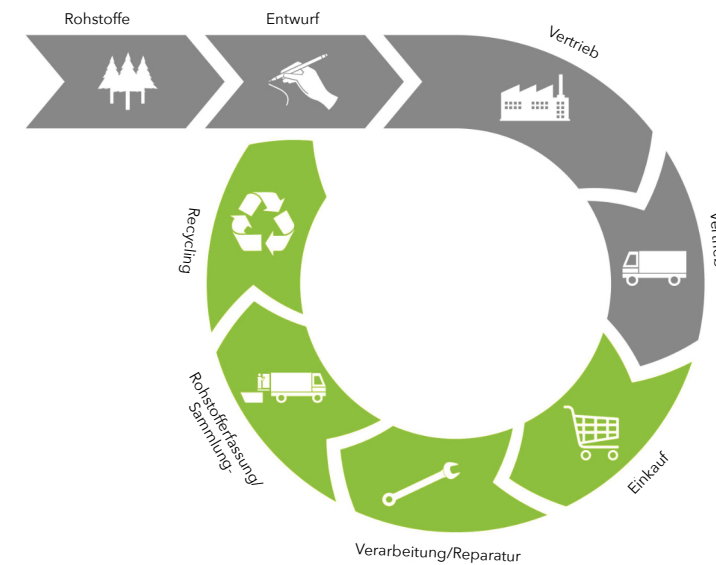 Rohstoffe
Entwurf
Vertrieb
Einkauf
Verarbeitung/Reparatur
Rohstofferfassung/
Sammlung-
Recycling